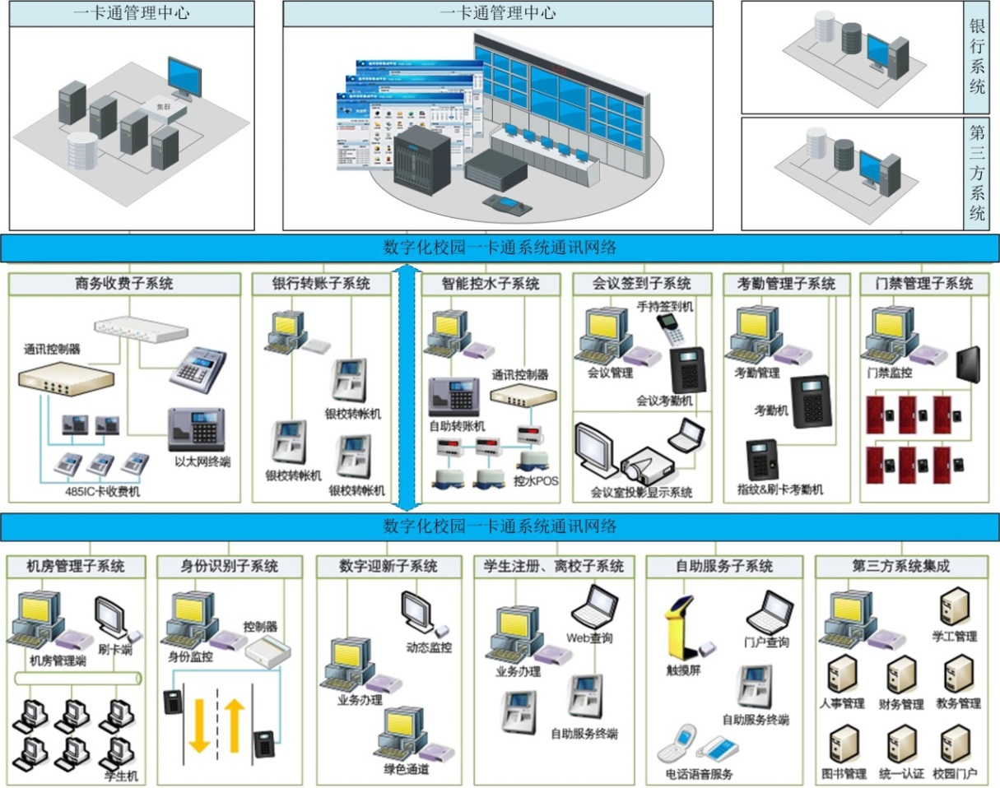 一卡通管理中心
一卡通管理中心
银行系统
集群
第三方系统
数字化校园一卡通系统通讯网络
商务收费子系统
银行转账子系统
智能控水子系统
会议签到子系统
考勤管理子系统
门禁管理子系统
通讯控制器
以太网终端
485IC卡收费机
银校转帐机
银校转帐机
银校转帐机
通讯控制器
自助转账机
控水POS
手持签到机
会议管理
会议考勤机
会议室投影显示系统
考勤管理
考勤机
指纹&刷卡考勤机
门禁监控
数字化校园一卡通系统通讯网络
机房管理子系统
身份识别子系统
数字迎新子系统
学生注册、离校子系统
自助服务子系统
第三方系统集成
机房管理端
刷卡端
学生机
身份监控
控制器
动态监控
业务办理
绿色通道
Web查询
业务办理
自助服务终端
门户查询
触摸屏
自助服务终端
电话语音服务
学工管理
人事管理
财务管理
教务管理
图书管理
统一认证
校园门户